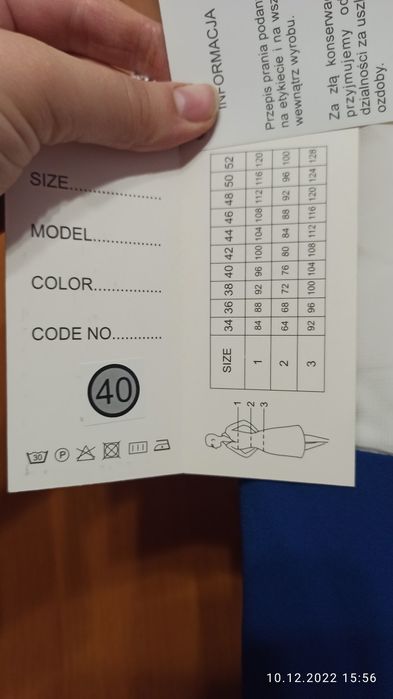 INFORMACJA
Przepis prania podan
na etykiecie i na wsz
wewnątrz wyrobu.
Za złą konserwa
przyjmujemy od
dzialności za uszk
ozdoby.
SIZE...................
MODEL...............
COLOR...............
CODE NO...........
40
30 P
SIZE 34 36 38 40 42 44 46 48 50 52
1 84 88 92 96 100 104 108 112 116 120
2 64 68 72 76 80 84 88 92 96 100
3 92 96 100 104 108 112 116 120 124 128
1
2
3
10.12.2022 15:56